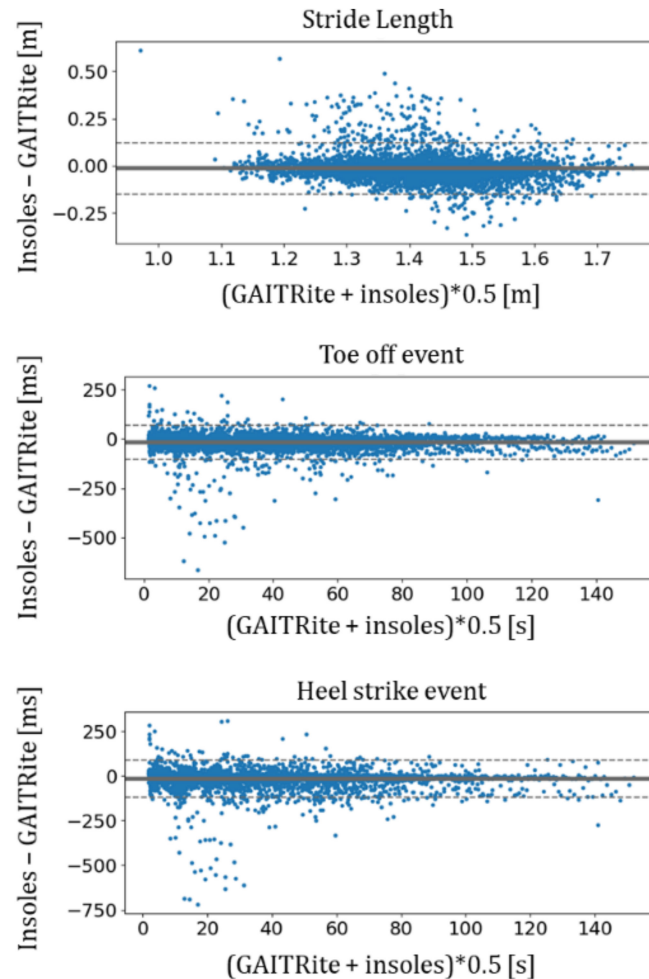 Stride Length
Insoles – GAITRite [m]
0.50
0.25
0.00
−0.25
1.0 1.1 1.2 1.3 1.4 1.5 1.6 1.7
(GAITRite + insoles)*0.5 [m]
Toe off event
Insoles – GAITRite [ms]
250
0
−250
−500
0 20 40 60 80 100 120 140
(GAITRite + insoles)*0.5 [s]
Heel strike event
Insoles – GAITRite [ms]
250
0
−250
−500
−750
0 20 40 60 80 100 120 140
(GAITRite + insoles)*0.5 [s]